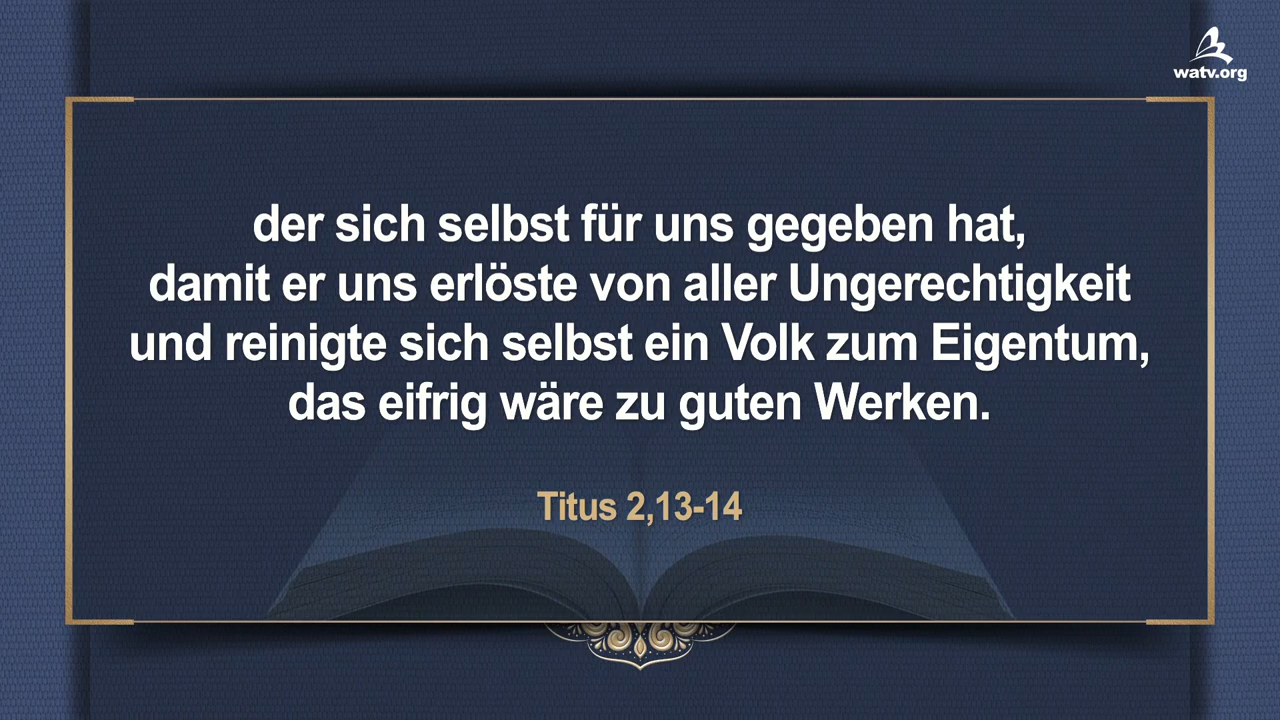 watv.org
der sich selbst für uns gegeben hat,
damit er uns erlöste von aller Ungerechtigkeit
und reinigte sich selbst ein Volk zum Eigentum,
das eifrig wäre zu guten Werken.
Titus 2,13-14